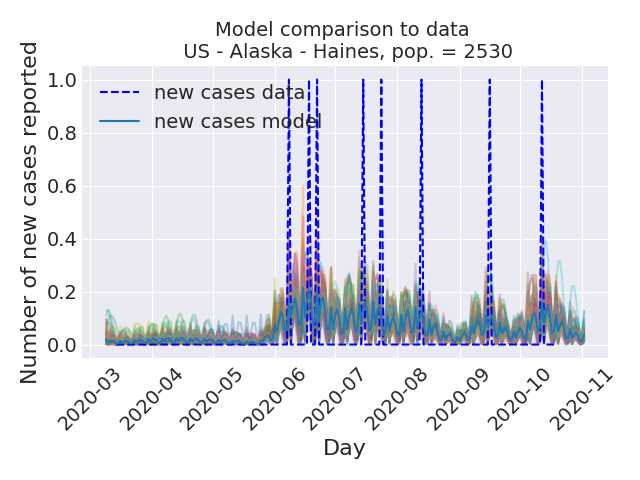 Model comparison to data
US - Alaska - Haines, pop. = 2530
Number of new cases reported
1.0
0.8
0.6
0.4
0.2
0.0
new cases data
new cases model
2020-03
2020-04
2020-05
2020-06
2020-07
2020-08
2020-09
2020-10
2020-11
Day